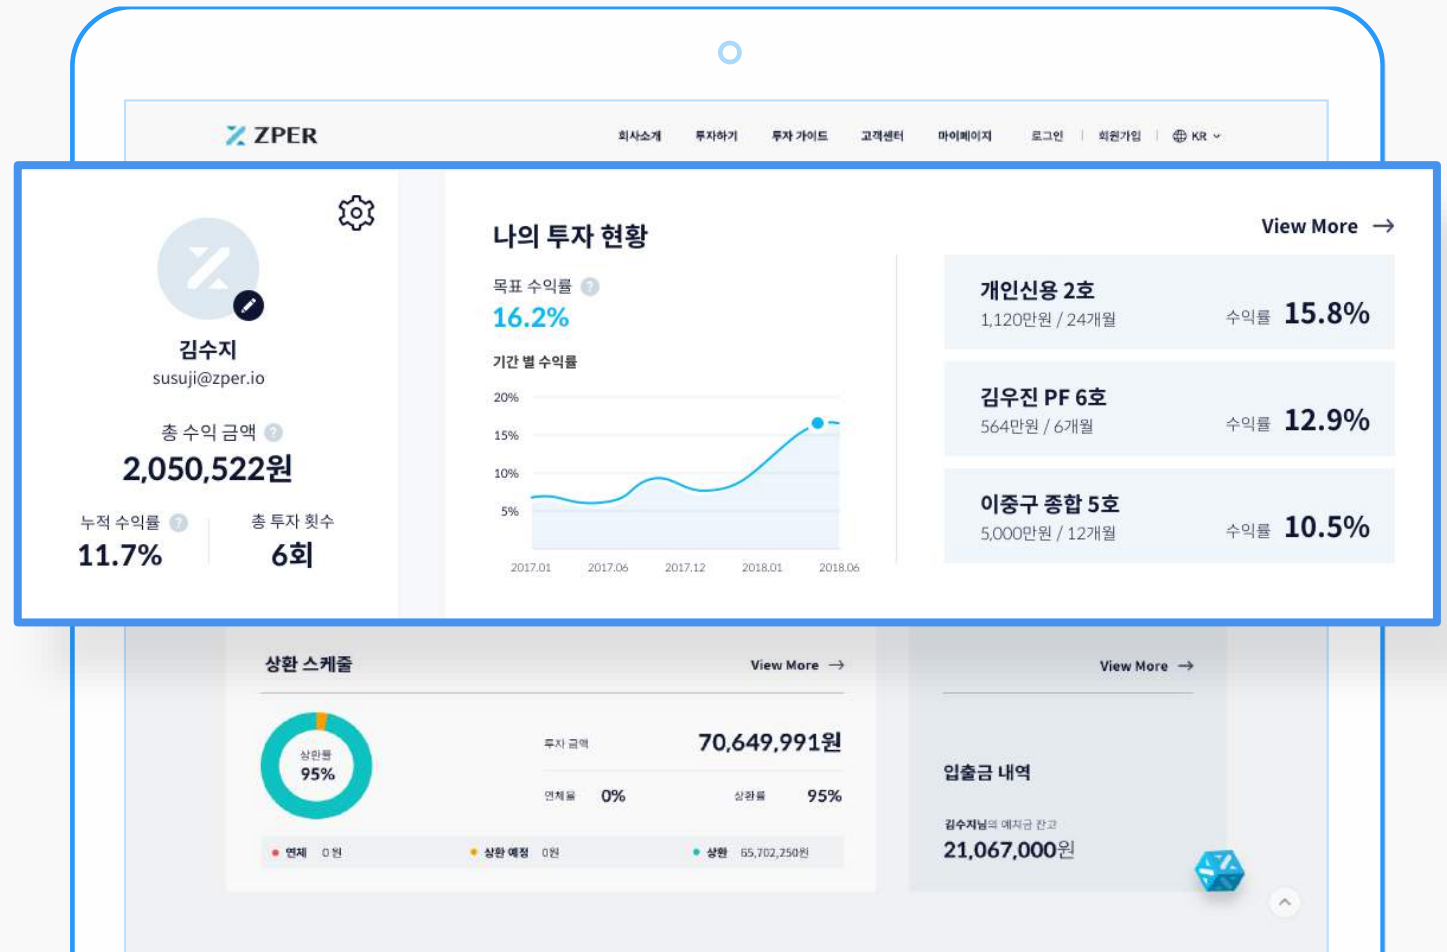 ZPER
회사소개 투자하기 투자 가이드 고객센터 마이페이지 로그인 회원가입 KR
김수지
susuji@zper.io
총 수익 금액 ?
2,050,522원
누적 수익률 ? 총 투자 횟수
11.7% 6회
나의 투자 현황
목표 수익률 ?
16.2%
기간 별 수익률
20%
15%
10%
5%
2017.01 2017.06 2017.12 2018.01 2018.06
View More →
개인신용 2호
1,120만원 / 24개월 수익률 15.8%
김우진 PF 6호
564만원 / 6개월 수익률 12.9%
이중구 종합 5호
5,000만원 / 12개월 수익률 10.5%
상환 스케줄 View More →
상환률
95%
투자 금액 70,649,991원
연체율 0% 상환률 95%
연체 0원 상환 예정 0원 상환 65,702,250원
View More →
입출금 내역
김수지님의 예치금 잔고
21,067,000원